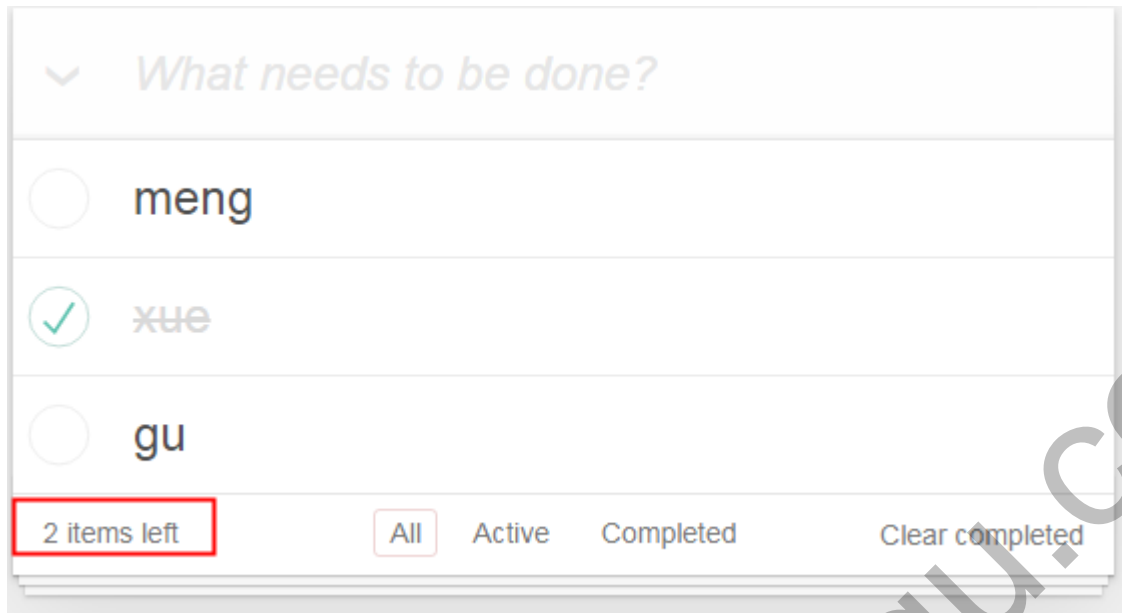 What needs to be done?
meng
xue
gu
2 items left All Active Completed Clear completed